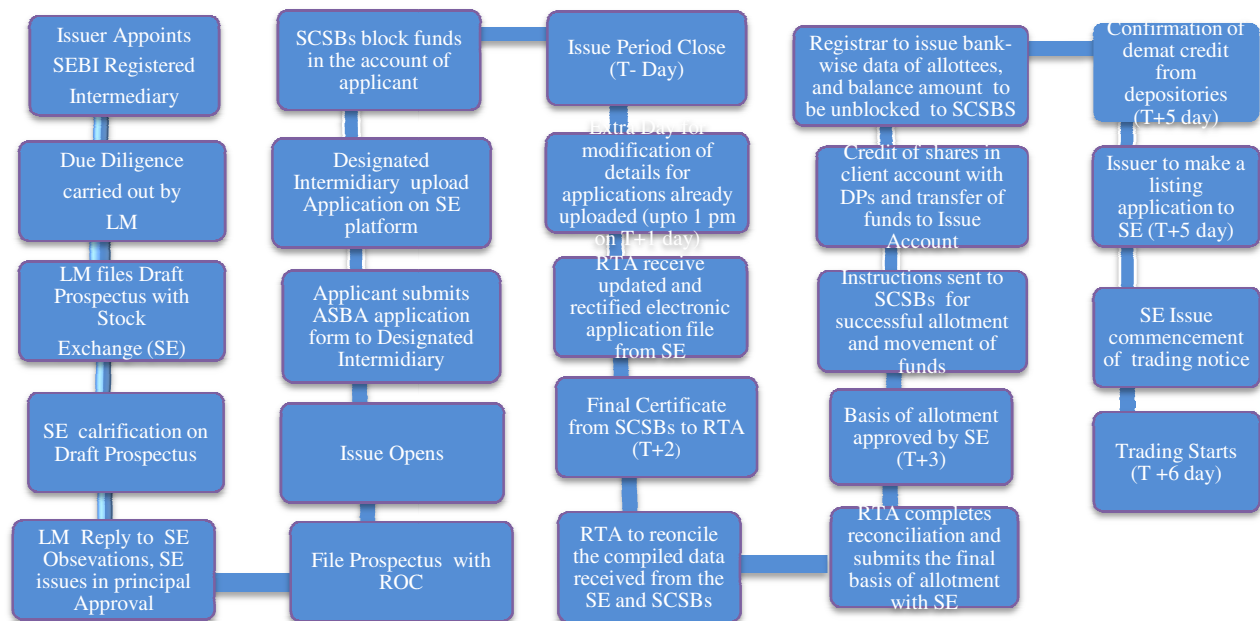 Issuer Appoints
SEBI Registered
Intermediary
Due Diligence
carried out by
LM
LM files Draft
Prospectus with
Stock
Exchange (SE)
SE calrification on
Draft Prospectus
LM Reply to SE
Obsevations, SE
issues in principal
Approval
File Prospectus with
ROC
Issue Opens
Applicant submits
ASBA application
form to Designated
Intermidiary
Designated
Intermidiary upload
Application on SE
platform
SCSBs block funds
in the account of
applicant
Issue Period Close
(T- Day)
Extra Day for
modification of
details for
applications already
uploaded (upto 1 pm
on T+1 day)
RTA receive
updated and
rectified electronic
application file
from SE
Final Certificate
from SCSBs to RTA
(T+2)
RTA to reconcile
the compiled data
received from the
SE and SCSBs
RTA completes
reconciliation and
submits the final
basis of allotment
with SE
Basis of allotment
approved by SE
(T+3)
Instructions sent to
SCSBs for
successful allotment
and movement of
funds
Credit of shares in
client account with
DPs and transfer of
funds to Issue
Account
Registrar to issue bank-
wise data of allottees,
and balance amount to
be unblocked to SCSBS
Confirmation of
demat credit
from
depositories
(T+5 day)
Issuer to make a
listing
application to
SE (T+5 day)
SE Issue
commencement
of trading notice
Trading Starts
(T +6 day)